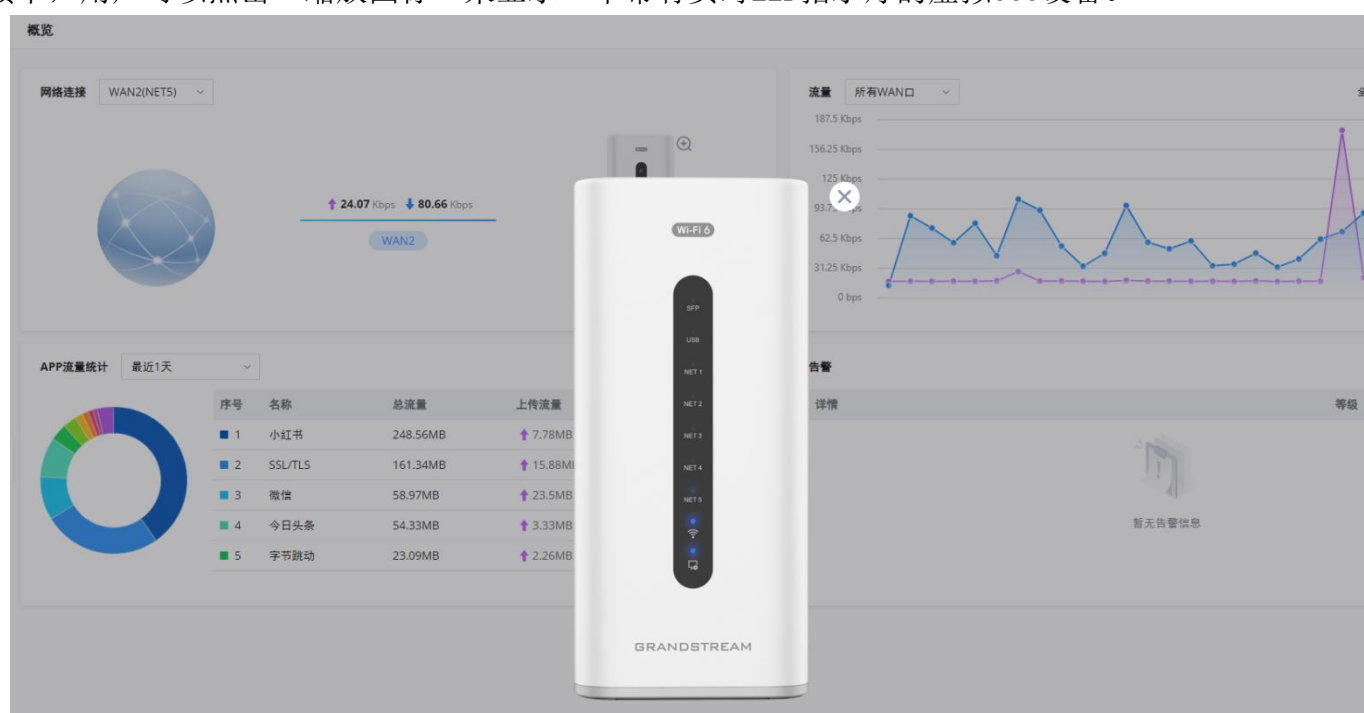 概览
网络连接 WAN2(NET5)
24.07 Kbps 80.66 Kbps
WAN2
流量 所有WAN口
187.5 Kbps
156.25 Kbps
125 Kbps
62.5 Kbps
31.25 Kbps
0 bps
Wi-Fi 6
SFP
USB
NET 1
NET 2
NET 3
NET 4
NET 5
GRANDSTREAM
APP流量统计 最近1天
序号 名称 总流量 上传流量
1 小红书 248.56MB 7.78MB
2 SSL/TLS 161.34MB 15.88M
3 微信 58.97MB 23.5MB
4 今日头条 54.33MB 3.33MB
5 字节跳动 23.09MB 2.26MB
告警
详情 等级
暂无告警信息